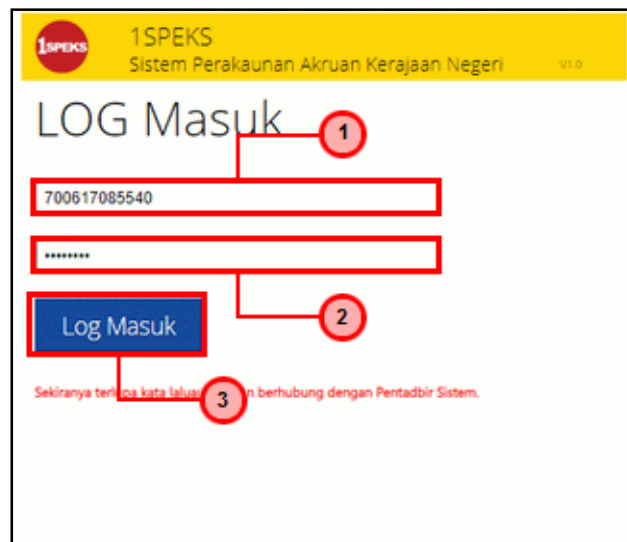 1SPEKS
1SPEKS
Sistem Perakaunan Akruan Kerajaan Negeri V1.0
LOG Masuk
1
700617085540
••••••••
2
Log Masuk
Sekiranya terlupa kata laluan berhubung dengan Pentadbir Sistem.
3